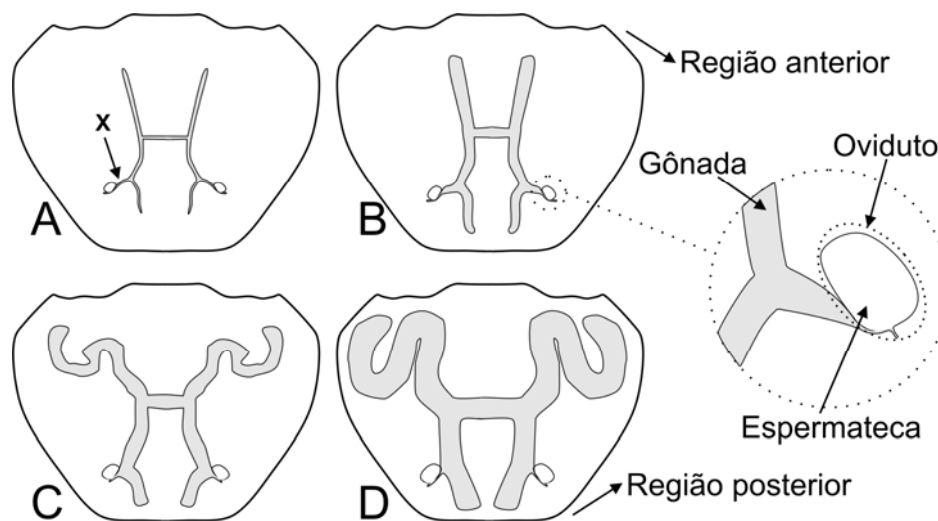 A
X
B
Região anterior
Gônada
Oviduto
Espermateca
C
D
Região posterior